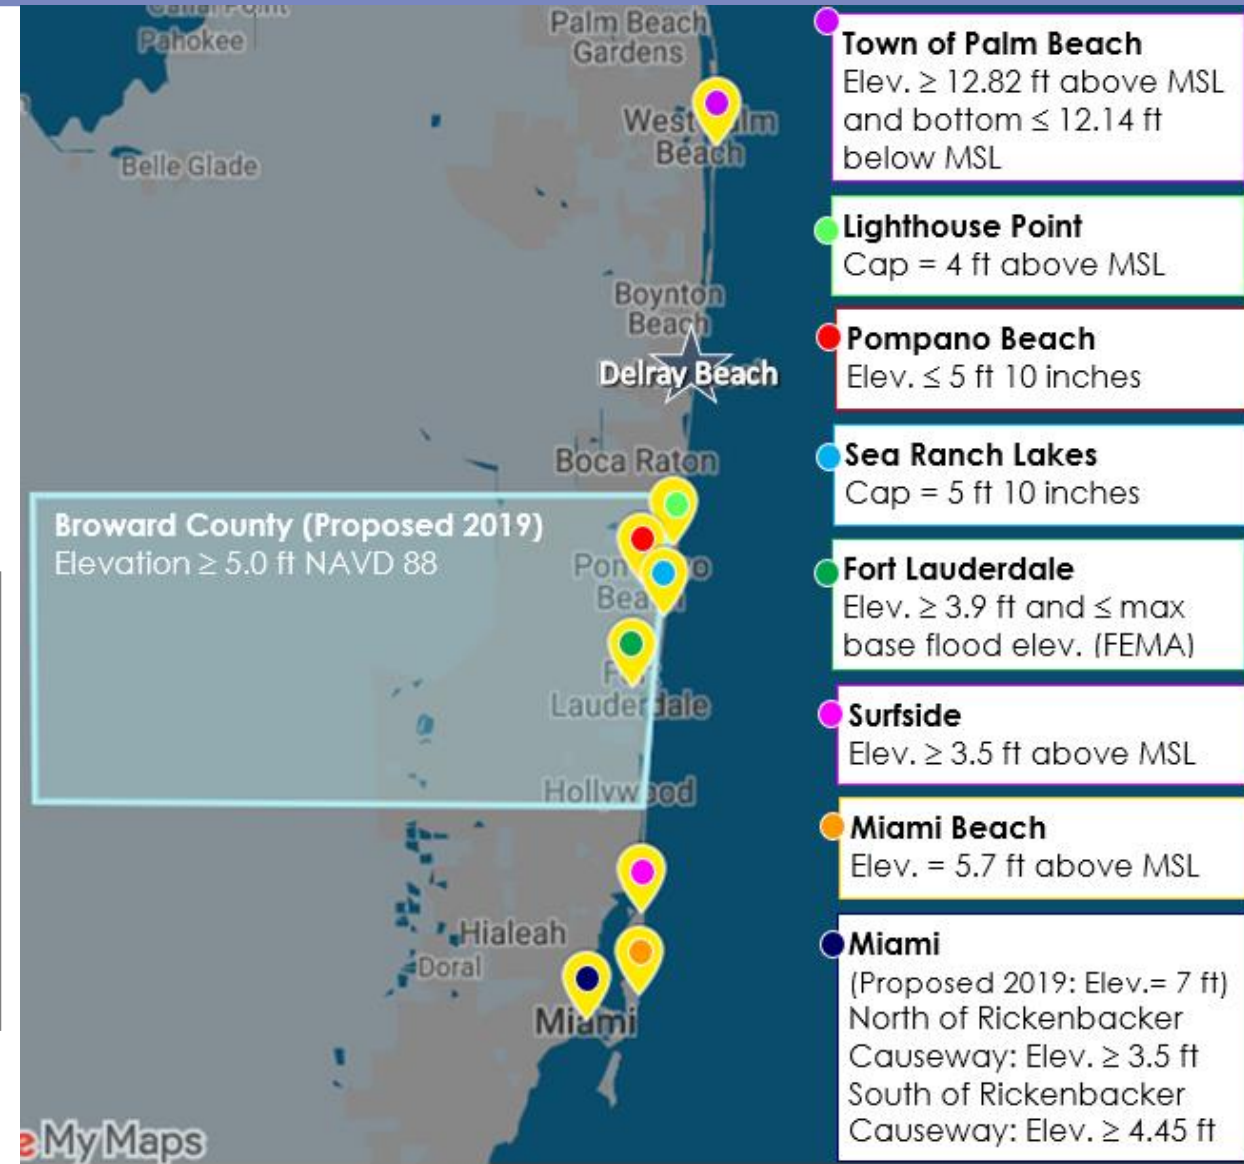 Canal Point
Pahokee
Belle Glade
Palm Beach
Gardens
West Palm
Beach
Boynton
Beach
Delray Beach
Boca Raton
Broward County (Proposed 2019)
Elevation ≥ 5.0 ft NAVD 88
Pompano
Beach
Fort
Lauderdale
Hollywood
Hialeah
Doral
Miami
My Maps
Town of Palm Beach
Elev. ≥ 12.82 ft above MSL
and bottom ≤ 12.14 ft
below MSL
Lighthouse Point
Cap = 4 ft above MSL
Pompano Beach
Elev. ≤ 5 ft 10 inches
Sea Ranch Lakes
Cap = 5 ft 10 inches
Fort Lauderdale
Elev. ≥ 3.9 ft and ≤ max
base flood elev. (FEMA)
Surfside
Elev. ≥ 3.5 ft above MSL
Miami Beach
Elev. = 5.7 ft above MSL
Miami
(Proposed 2019: Elev.= 7 ft)
North of Rickenbacker
Causeway: Elev. ≥ 3.5 ft
South of Rickenbacker
Causeway: Elev. ≥ 4.45 ft